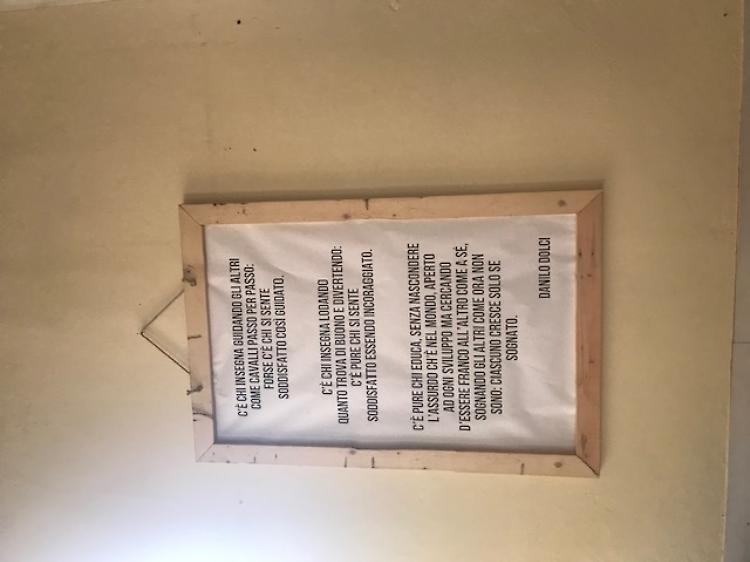 C'È CHI INSEGNA GUIDANDO GLI ALTRI
COME CAVALLI PASSO PER PASSO:
FORSE C'È CHI SI SENTE
SODDISFATTO COSÌ GUIDATO.
C'È CHI INSEGNA LODANDO
QUANTO TROVA DI BUONO E DIVERTENDO:
C'È PURE CHI SI SENTE
SODDISFATTO ESSENDO INCORAGGIATO.
C'È PURE CHI EDUCA, SENZA NASCONDERE
L'ASSURDO CH'È NEL MONDO, APERTO
AD OGNI SVILUPPO MA CERCANDO
D'ESSERE FRANCO ALL'ALTRO COME A SÉ,
SOGNANDO GLI ALTRI COME ORA NON
SONO: CIASCUNO CRESCE SOLO SE
SOGNATO.
DANILO DOLCI